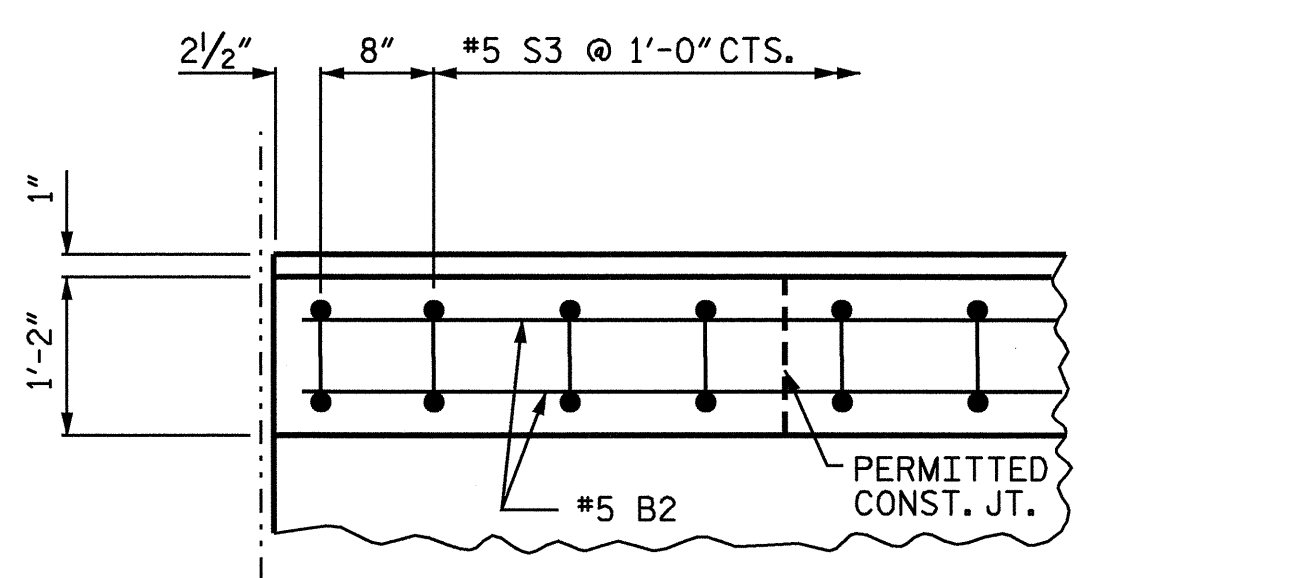 2½" 8" #5 S3 @ 1'-0" CTS.
1"
1'-2"
PERMITTED
CONST. JT.
#5 B2